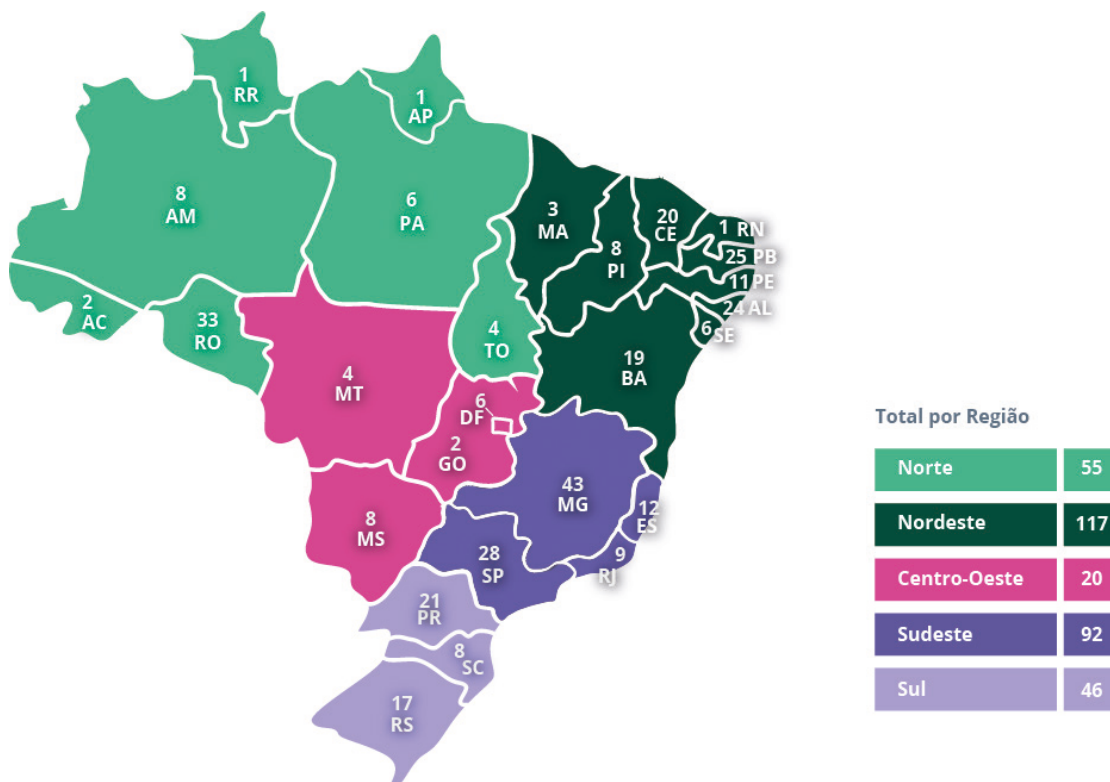 1
RR
1
AP
8
AM
6
PA
3
MA
8
PI
20
CE
1 RN
25 PB
11 PE
24 AL
6 SE
2
AC
33
RO
4
TO
19
BA
4
MT
6
DF
2
GO
43
MG
12
ES
8
MS
28
SP
9
RJ
21
PR
8
SC
17
RS
Total por Região
Norte 55
Nordeste 117
Centro-Oeste 20
Sudeste 92
Sul 46